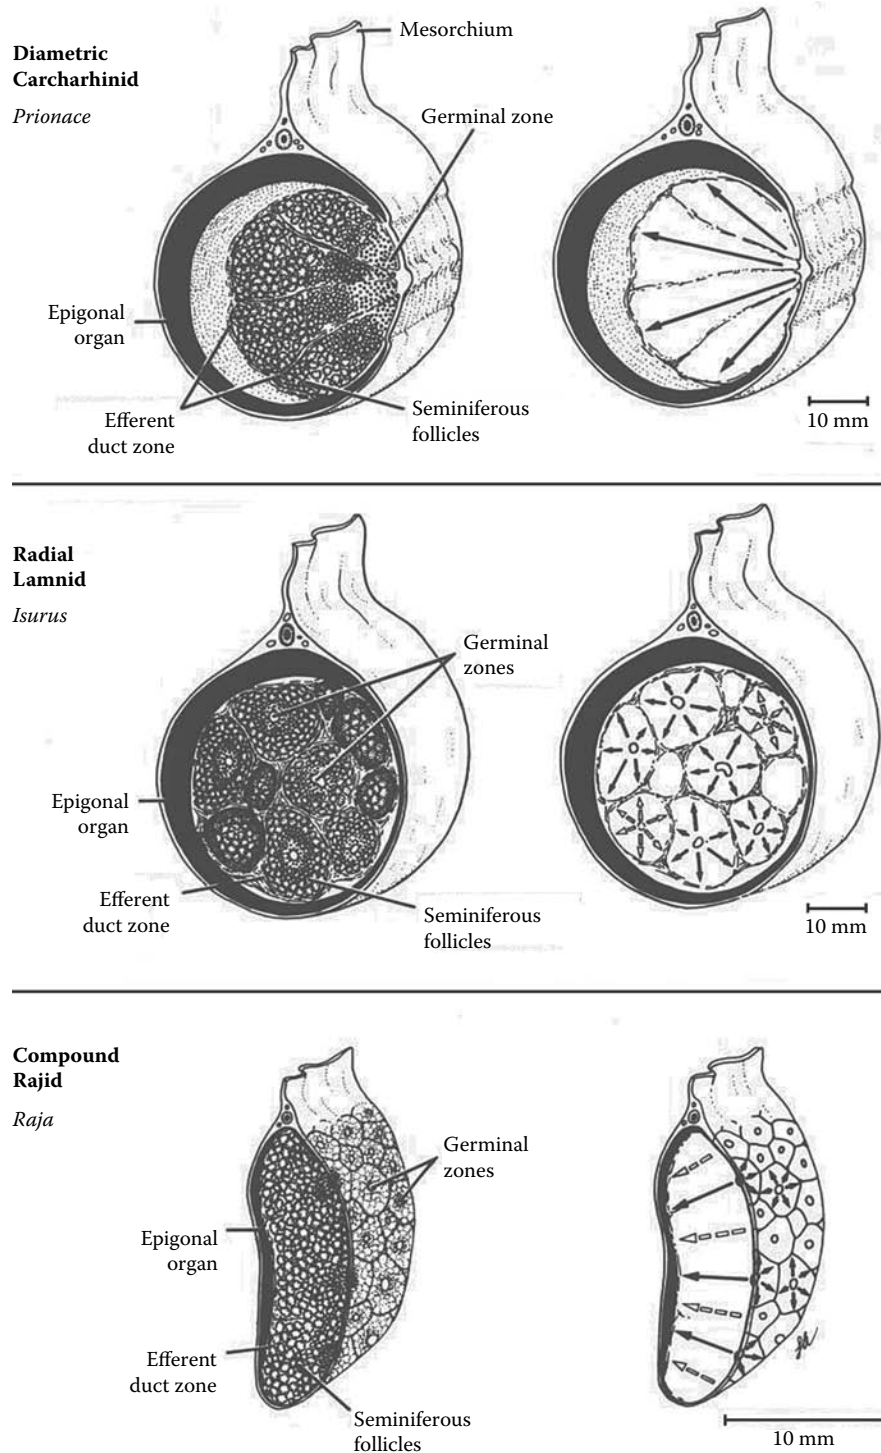 Diametric
Carcharhinid
Prionace
Mesorchium
Germinal zone
Epigonal
organ
Efferent
duct zone
Seminiferous
follicles
10 mm
Radial
Lamnid
Isurus
Germinal
zones
Epigonal
organ
Efferent
duct zone
Seminiferous
follicles
10 mm
Compound
Rajid
Raja
Germinal
zones
Epigonal
organ
Efferent
duct zone
Seminiferous
follicles
10 mm